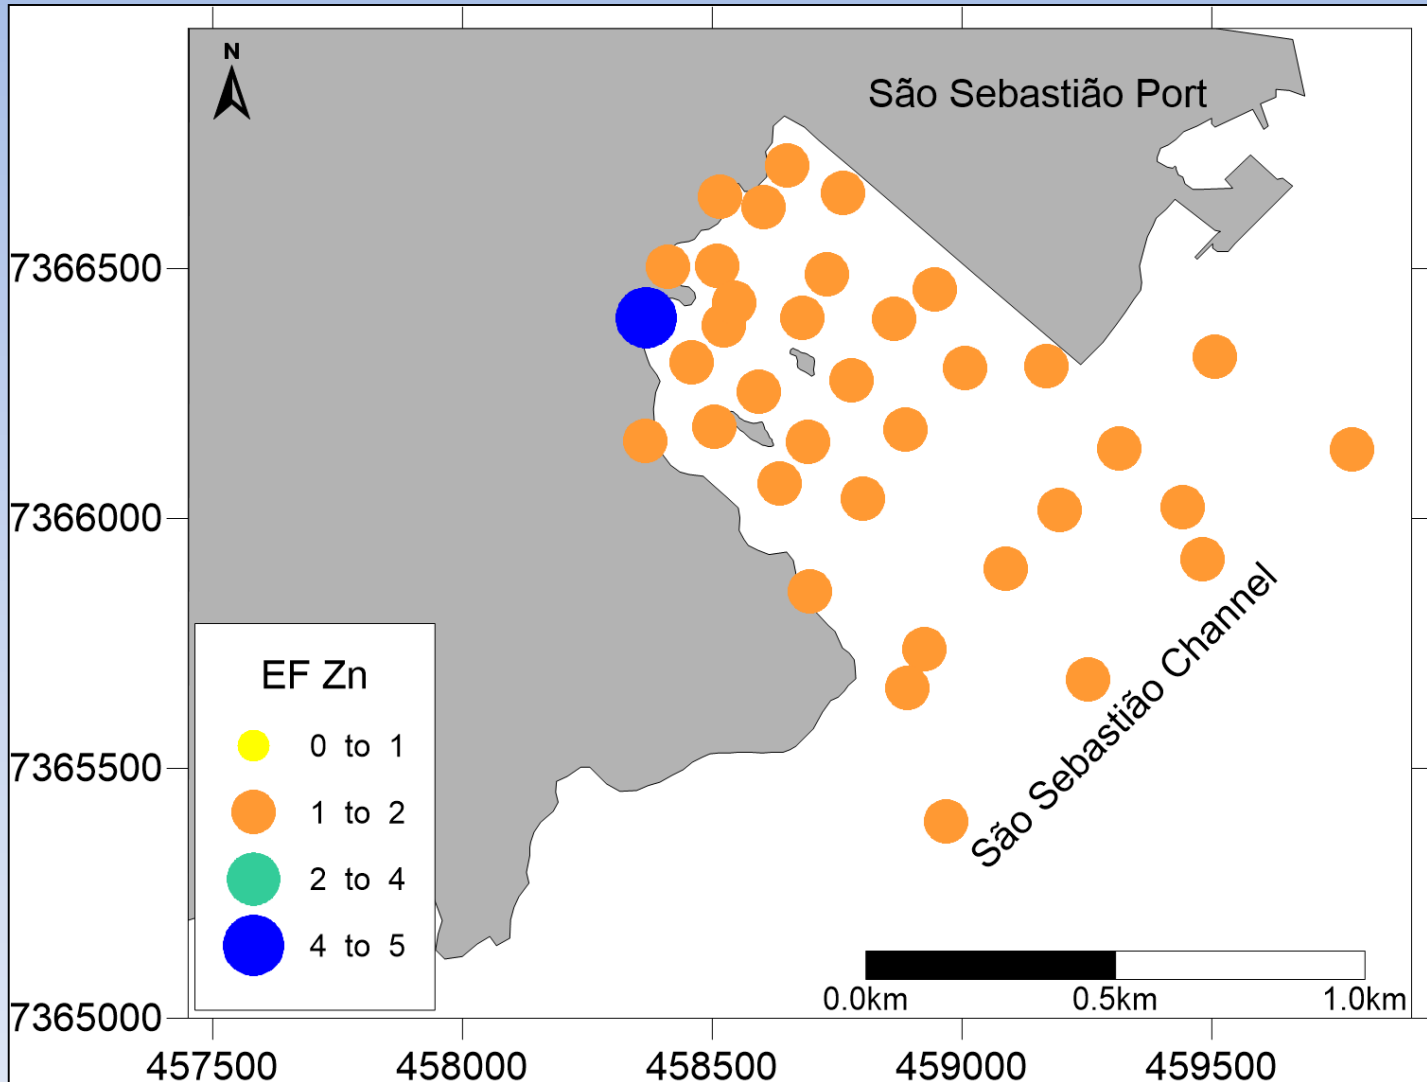 N
São Sebastião Port
7366500
7366000
7365500
7365000
São Sebastião Channel
EF Zn
0 to 1
1 to 2
2 to 4
4 to 5
0.0km 0.5km 1.0km
457500 458000 458500 459000 459500